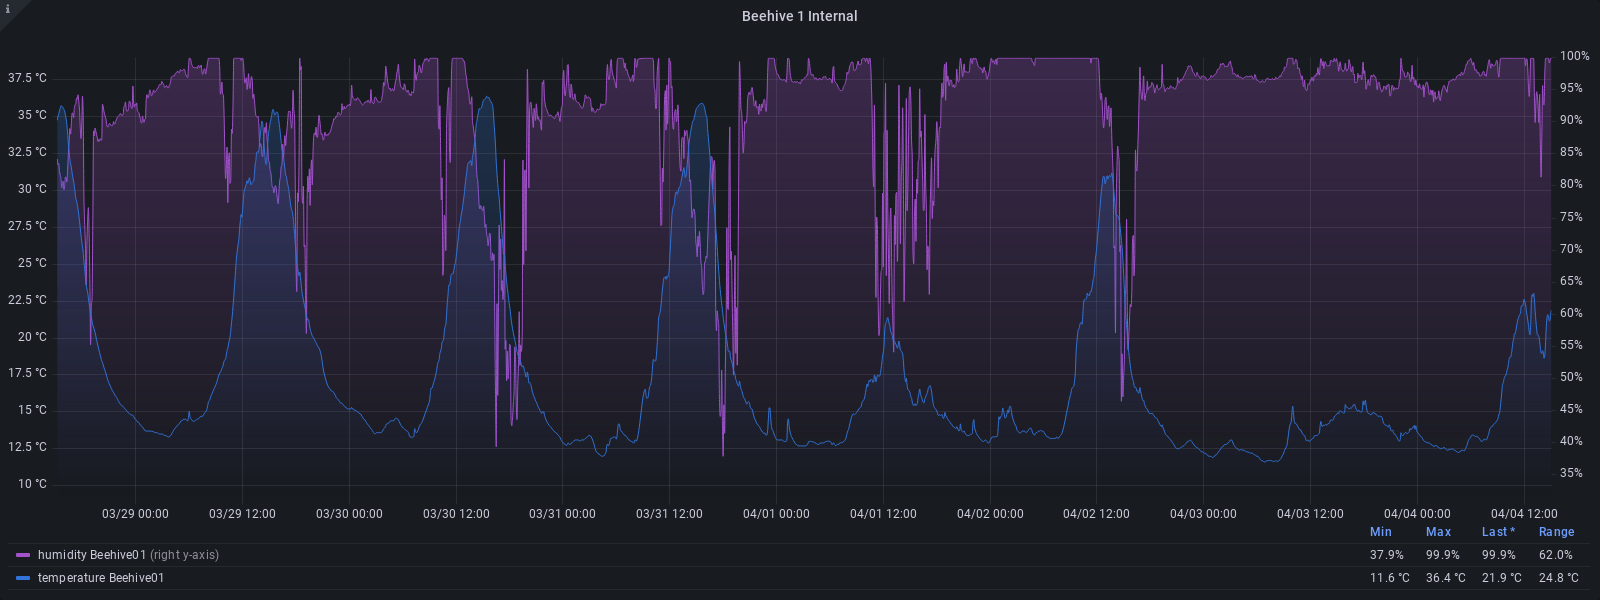 i
Beehive 1 Internal
37.5 °C
35 °C
32.5 °C
30 °C
27.5 °C
25 °C
22.5 °C
20 °C
17.5 °C
15 °C
12.5 °C
10 °C
100%
95%
90%
85%
80%
75%
70%
65%
60%
55%
50%
45%
40%
35%
03/29 00:00 03/29 12:00 03/30 00:00 03/30 12:00 03/31 00:00 03/31 12:00 04/01 00:00 04/01 12:00 04/02 00:00 04/02 12:00 04/03 00:00 04/03 12:00 04/04 00:00 04/04 12:00
Min Max Last * Range
humidity Beehive01 (right y-axis) 37.9% 99.9% 99.9% 62.0%
temperature Beehive01 11.6 °C 36.4 °C 21.9 °C 24.8 °C